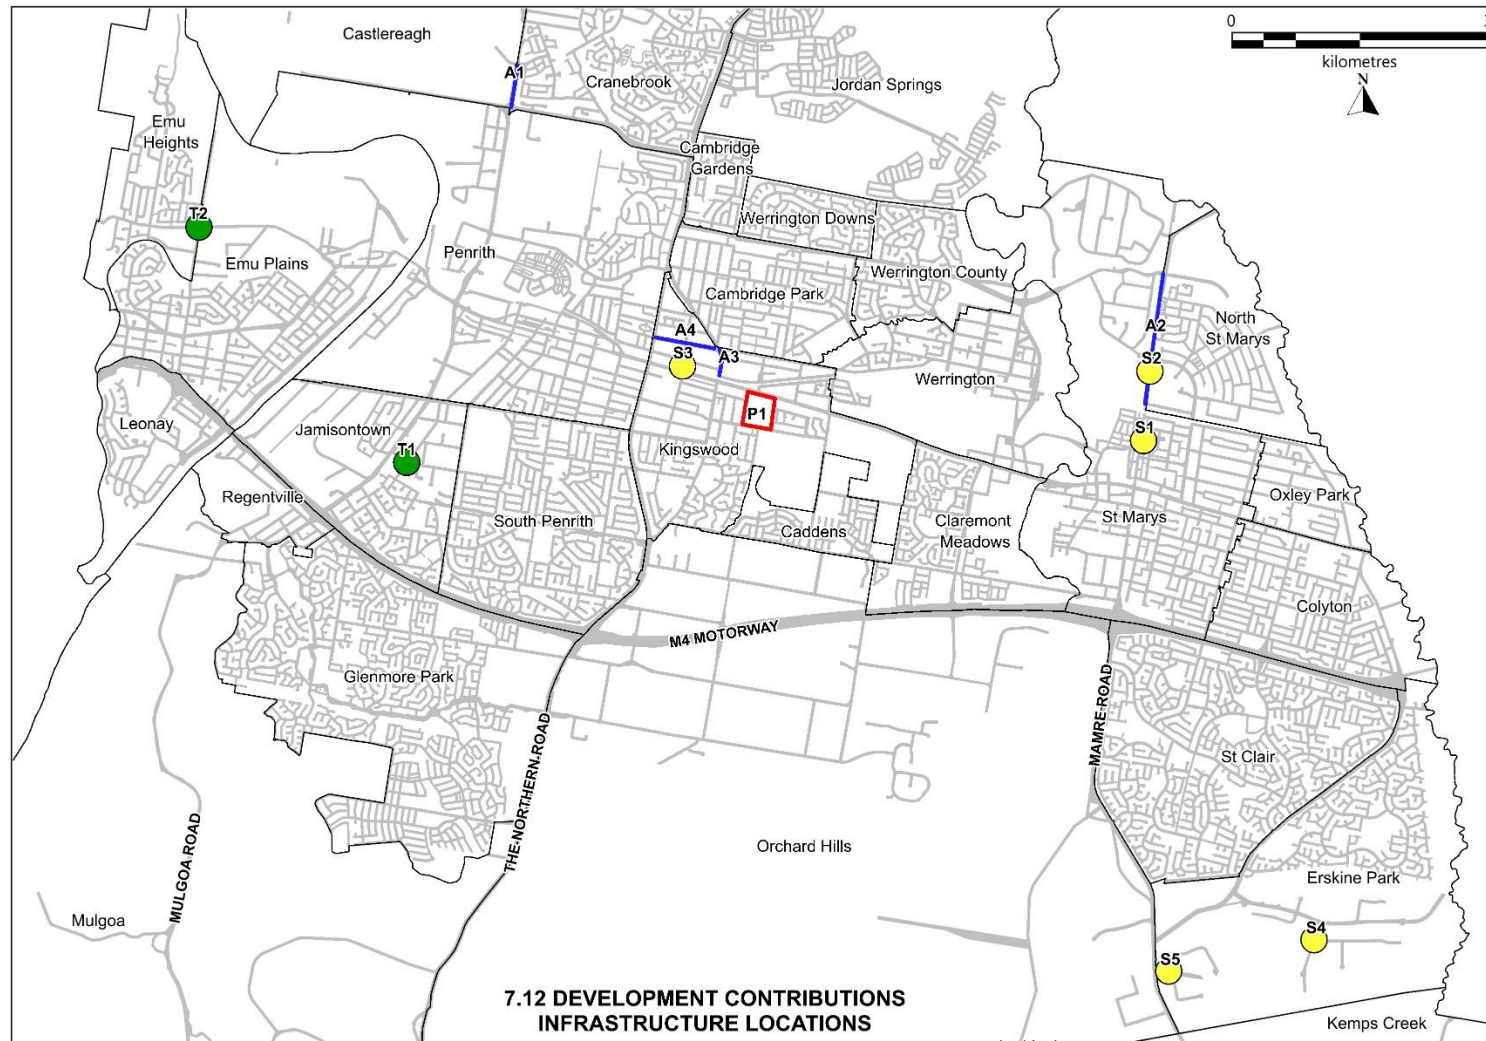 0
3
kilometres
N
Castlereagh
A1
Cranebrook
Jordan Springs
Emu
Heights
Cambridge
Gardens
T2
Werrington Downs
Penrith
Emu Plains
Werrington County
Cambridge Park
North
St Marys
A4
A2
S3
A3
S2
Werrington
P1
Leonay
Jamisontown
S1
T1
Kingswood
Regentville
Oxley Park
South Penrith
Caddens
Claremont
Meadows
St Marys
Colyton
M4 MOTORWAY
Glenmore Park
MAMRE ROAD
THE NORTHERN ROAD
St Clair
MULGOA ROAD
Orchard Hills
Erskine Park
Mulgoa
S4
S5
7.12 DEVELOPMENT CONTRIBUTIONS
INFRASTRUCTURE LOCATIONS
Kemps Creek